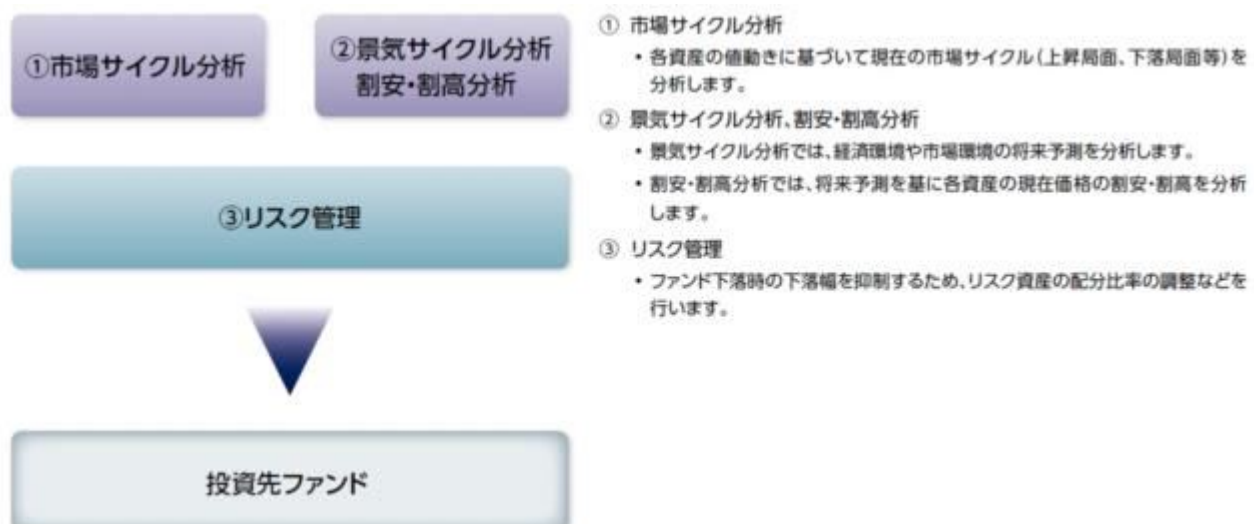 ①市場サイクル分析
②景気サイクル分析
割安・割高分析
③リスク管理
投資先ファンド
① 市場サイクル分析
• 各資産の値動きに基づいて現在の市場サイクル(上昇局面、下落局面等)を
分析します。
② 景気サイクル分析、割安・割高分析
• 景気サイクル分析では、経済環境や市場環境の将来予測を分析します。
• 割安・割高分析では、将来予測を基に各資産の現在価格の割安・割高を分析
します。
③ リスク管理
• ファンド下落時の下落幅を抑制するため、リスク資産の配分比率の調整などを
行います。